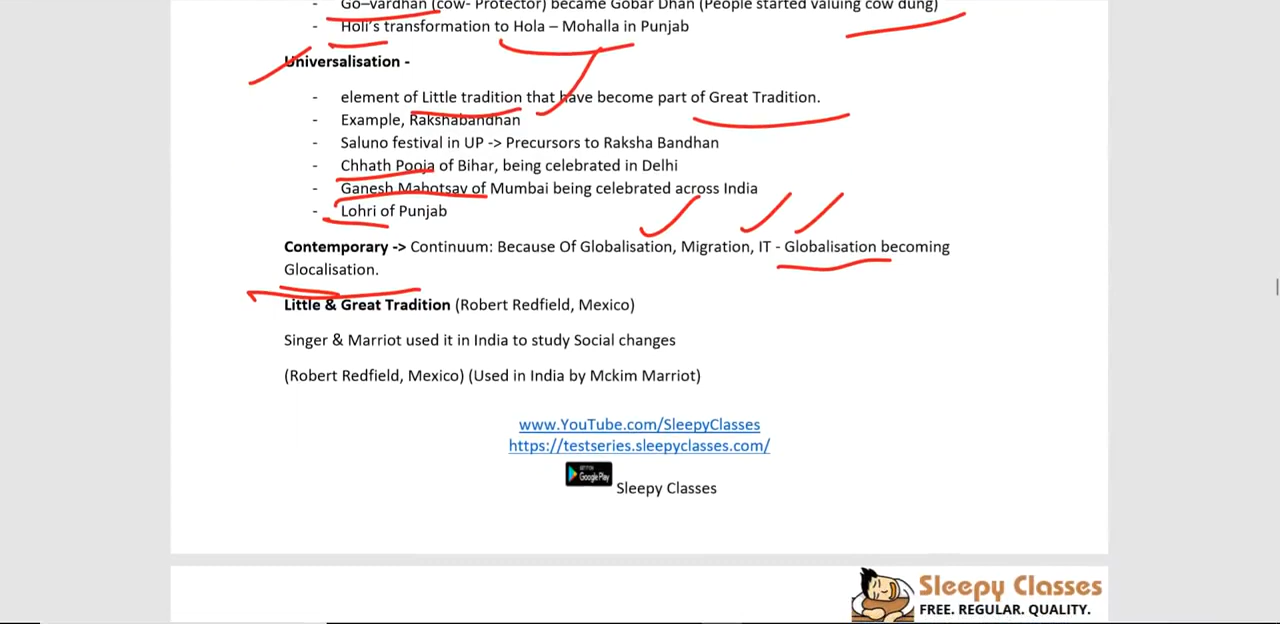 - Go–vardhan (cow- Protector) became Gobar Dhan (People started valuing cow dung)
- Holi's transformation to Hola – Mohalla in Punjab
Universalisation -
- element of Little tradition that have become part of Great Tradition.
- Example, Rakshabandhan
- Saluno festival in UP -> Precursors to Raksha Bandhan
- Chhath Pooja of Bihar, being celebrated in Delhi
- Ganesh Mahotsav of Mumbai being celebrated across India
- Lohri of Punjab
Contemporary -> Continuum: Because Of Globalisation, Migration, IT - Globalisation becoming
Glocalisation.
Little & Great Tradition (Robert Redfield, Mexico)
Singer & Marriot used it in India to study Social changes
(Robert Redfield, Mexico) (Used in India by Mckim Marriot)
www.YouTube.com/SleepyClasses
https://testseries.sleepyclasses.com/
GET IT ON
Google Play
Sleepy Classes
Sleepy Classes
FREE. REGULAR. QUALITY.